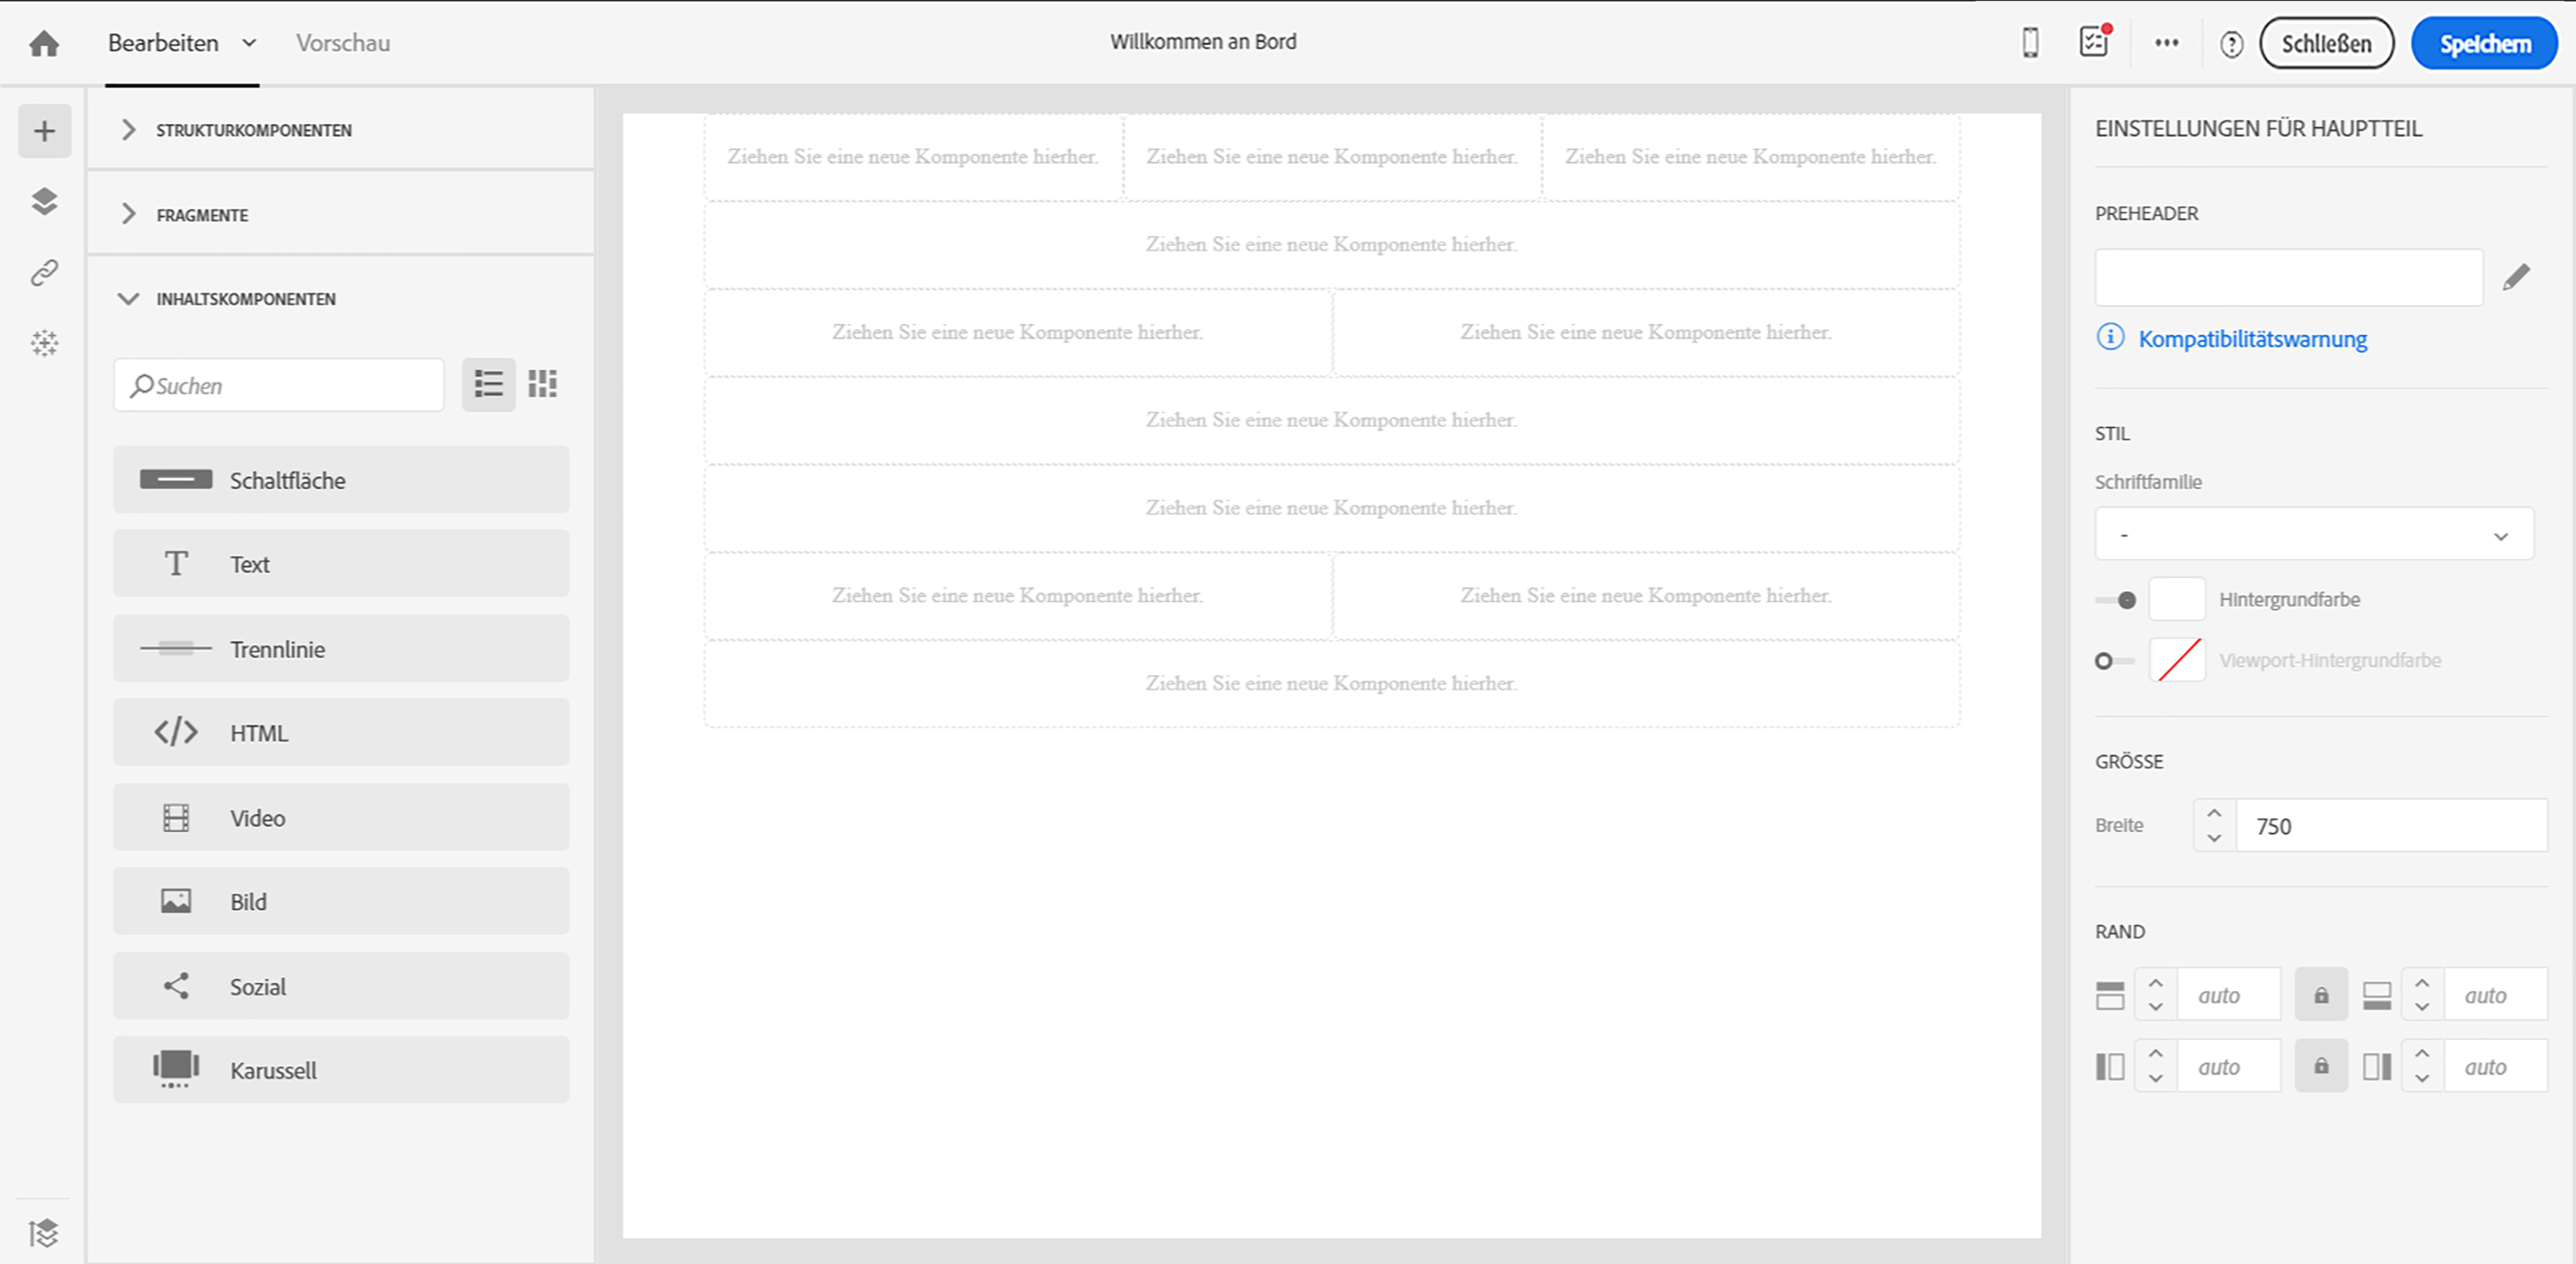 Bearbeiten Vorschau Willkommen an Bord Schließen Speichern
STRUKTURKOMPONENTEN
FRAGMENTE
INHALTSKOMPONENTEN
Suchen
Schaltfläche
Text
Trennlinie
HTML
Video
Bild
Sozial
Karussell
Ziehen Sie eine neue Komponente hierher. Ziehen Sie eine neue Komponente hierher. Ziehen Sie eine neue Komponente hierher.
Ziehen Sie eine neue Komponente hierher.
Ziehen Sie eine neue Komponente hierher. Ziehen Sie eine neue Komponente hierher.
Ziehen Sie eine neue Komponente hierher.
Ziehen Sie eine neue Komponente hierher.
Ziehen Sie eine neue Komponente hierher. Ziehen Sie eine neue Komponente hierher.
Ziehen Sie eine neue Komponente hierher.
EINSTELLUNGEN FÜR HAUPTTEIL
PREHEADER
Kompatibilitätswarnung
STIL
Schriftfamilie
-
Hintergrundfarbe
Viewport-Hintergrundfarbe
GRÖSSE
Breite 750
RAND
auto auto
auto auto